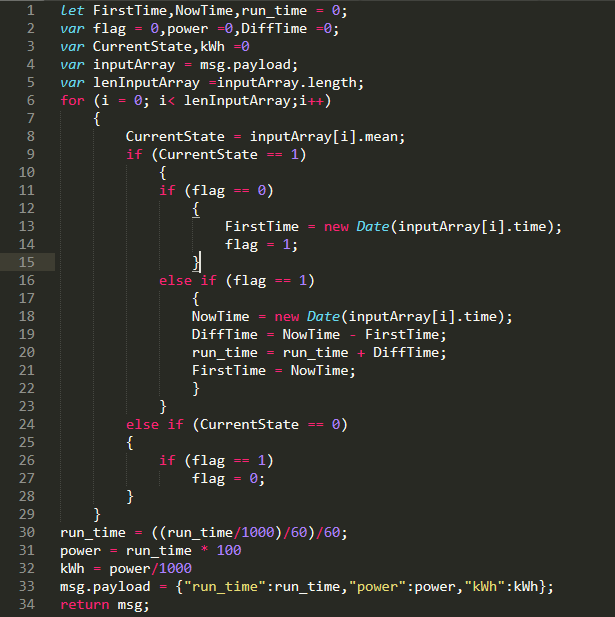 1 let FirstTime,NowTime,run_time = 0;
2 var flag = 0,power =0,DiffTime =0;
3 var CurrentState,kWh =0
4 var inputArray = msg.payload;
5 var lenInputArray =inputArray.length;
6 for (i = 0; i< lenInputArray;i++)
7 {
8 CurrentState = inputArray[i].mean;
9 if (CurrentState == 1)
10 {
11 if (flag == 0)
12 {
13 FirstTime = new Date(inputArray[i].time);
14 flag = 1;
15 }
16 else if (flag == 1)
17 {
18 NowTime = new Date(inputArray[i].time);
19 DiffTime = NowTime - FirstTime;
20 run_time = run_time + DiffTime;
21 FirstTime = NowTime;
22 }
23 }
24 else if (CurrentState == 0)
25 {
26 if (flag == 1)
27 flag = 0;
28 }
29 }
30 run_time = ((run_time/1000)/60)/60;
31 power = run_time * 100
32 kWh = power/1000
33 msg.payload = {"run_time":run_time,"power":power,"kWh":kWh};
34 return msg;